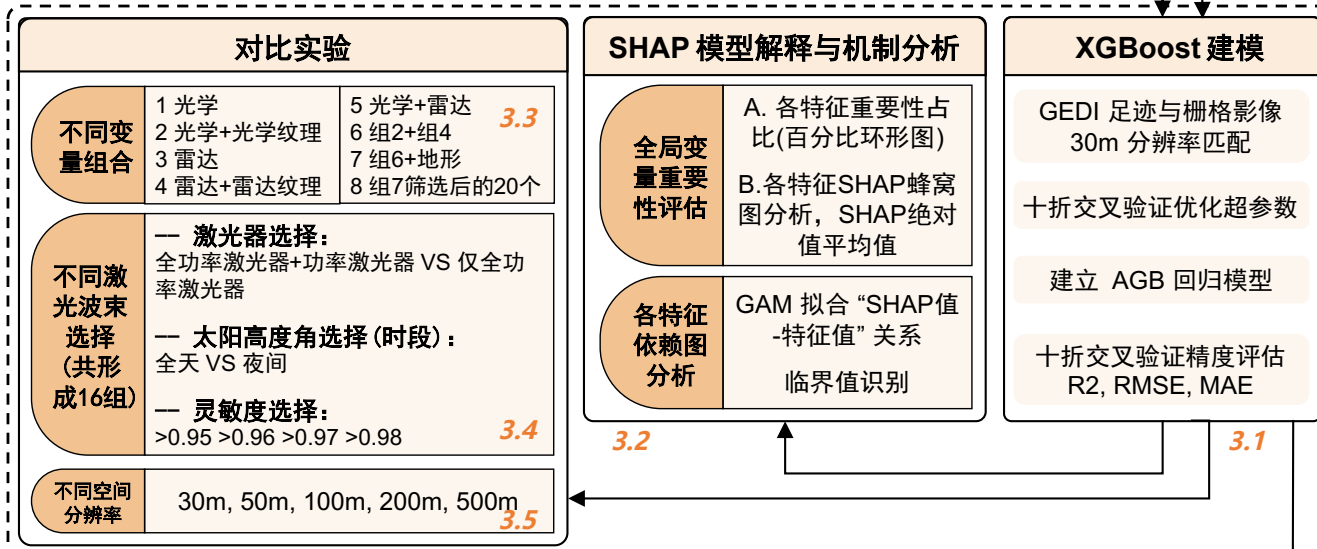 对比实验
不同变
量组合
1 光学
2 光学+光学纹理
3 雷达
4 雷达+雷达纹理
5 光学+雷达
6 组2+组4
7 组6+地形
8 组7筛选后的20个
3.3
不同激
光波束
选择
(共形
成16组)
— 激光器选择:
全功率激光器+功率激光器 VS 仅全功
率激光器
— 太阳高度角选择(时段):
全天 VS 夜间
— 灵敏度选择:
>0.95 >0.96 >0.97 >0.98
3.4
不同空间
分辨率
30m, 50m, 100m, 200m, 500m
3.5
SHAP 模型解释与机制分析
全局变
量重要
性评估
A. 各特征重要性占
比(百分比环形图)
B.各特征SHAP蜂窝
图分析，SHAP绝对
值平均值
各特征
依赖图
分析
GAM 拟合 “SHAP值
-特征值” 关系
临界值识别
3.2
XGBoost 建模
GEDI 足迹与栅格影像
30m 分辨率匹配
十折交叉验证优化超参数
建立 AGB 回归模型
十折交叉验证精度评估
R2, RMSE, MAE
3.1